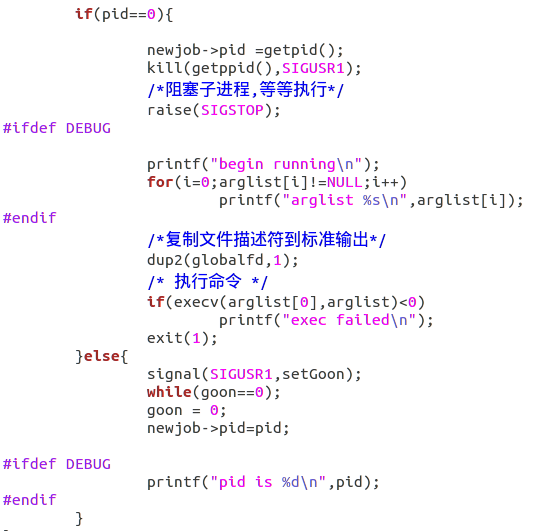 if(pid==0){
newjob->pid =getpid();
kill(getppid(),SIGUSR1);
/*阻塞子进程,等等执行*/
raise(SIGSTOP);
#ifdef DEBUG
printf("begin running\n");
for(i=0;arglist[i]!=NULL;i++)
printf("arglist %s\n",arglist[i]);
#endif
/*复制文件描述符到标准输出*/
dup2(globalfd,1);
/* 执行命令 */
if(execv(arglist[0],arglist)<0)
printf("exec failed\n");
exit(1);
}else{
signal(SIGUSR1,setGoon);
while(goon==0);
goon = 0;
newjob->pid=pid;
#ifdef DEBUG
printf("pid is %d\n",pid);
#endif
}